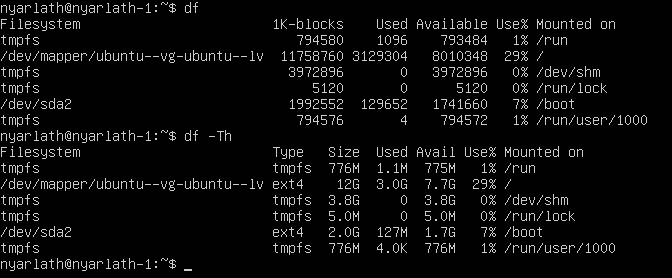 nyarlath@nyarlath-1:~$ df
Filesystem                        1K-blocks    Used Available Use% Mounted on
tmpfs                                794580    1096    793484   1% /run
/dev/mapper/ubuntu--vg-ubuntu--lv  11758760 3129304   8010348  29% /
tmpfs                               3972896       0   3972896   0% /dev/shm
tmpfs                                  5120       0      5120   0% /run/lock
/dev/sda2                           1992552  129652   1741660   7% /boot
tmpfs                                794576       4    794572   1% /run/user/1000
nyarlath@nyarlath-1:~$ df -Th
Filesystem                        Type   Size  Used Avail Use% Mounted on
tmpfs                             tmpfs  776M  1.1M  775M   1% /run
/dev/mapper/ubuntu--vg-ubuntu--lv ext4    12G  3.0G  7.7G  29% /
tmpfs                             tmpfs  3.8G     0  3.8G   0% /dev/shm
tmpfs                             tmpfs  5.0M     0  5.0M   0% /run/lock
/dev/sda2                         ext4   2.0G  127M  1.7G   7% /boot
tmpfs                             tmpfs  776M  4.0K  776M   1% /run/user/1000
nyarlath@nyarlath-1:~$ _